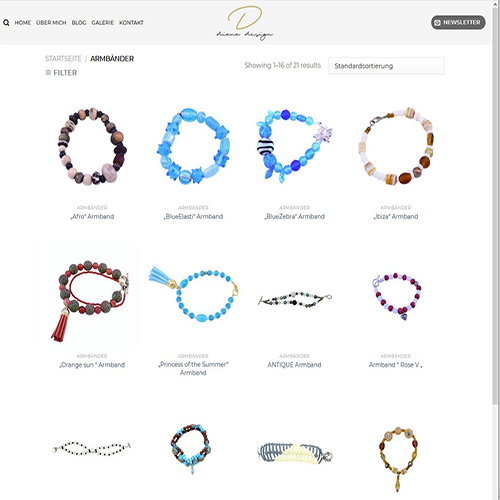 HOME ÜBER MICH BLOG GALERIE KONTAKT
D
diane design
NEWSLETTER
STARTSEITE / ARMBÄNDER
FILTER
Showing 1–16 of 21 results
Standardsortierung
ARMBÄNDER
„Afro“ Armband
ARMBÄNDER
„BlueElasti“ Armband
ARMBÄNDER
„BlueZebra“ Armband
ARMBÄNDER
„Ibiza“ Armband
ARMBÄNDER
„Orange sun “ Armband
ARMBÄNDER
„Princess of the Summer“
Armband
ARMBÄNDER
ANTIQUE Armband
ARMBÄNDER
Armband “ Rose V „